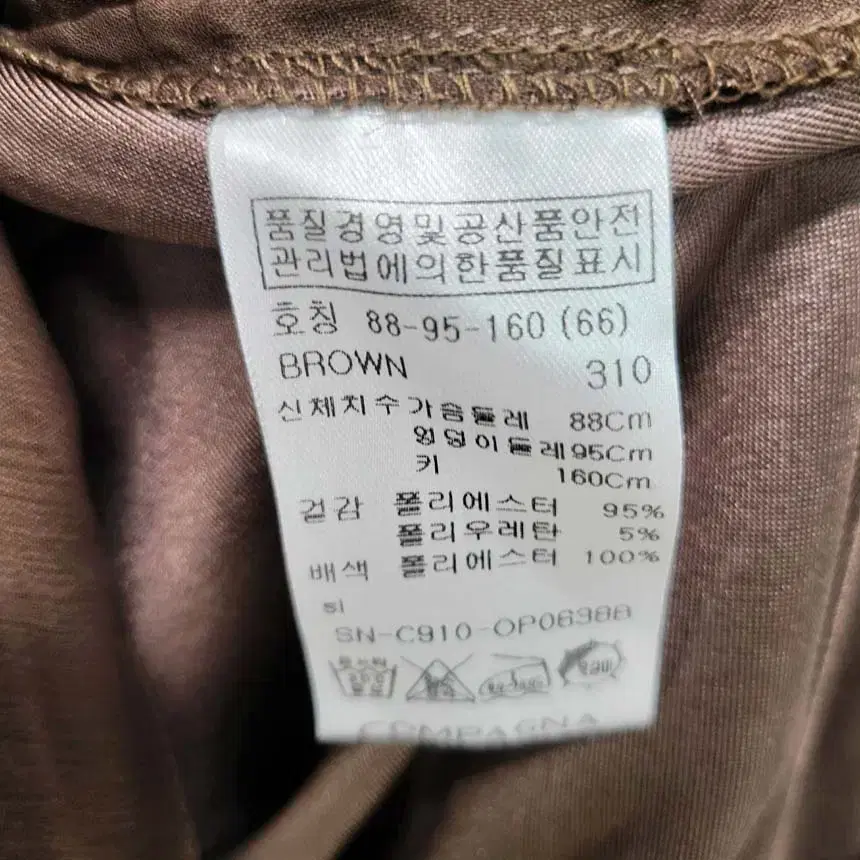 품질경영및공산품안전
관리법에의한품질표시
호칭 88-95-160 (66)
BROWN 310
신체치수 가슴둘레 88Cm
엉덩이둘레 95Cm
키 160Cm
겉감 폴리에스터 95%
폴리우레탄 5%
배색 폴리에스터 100%
si
COMPAGNA